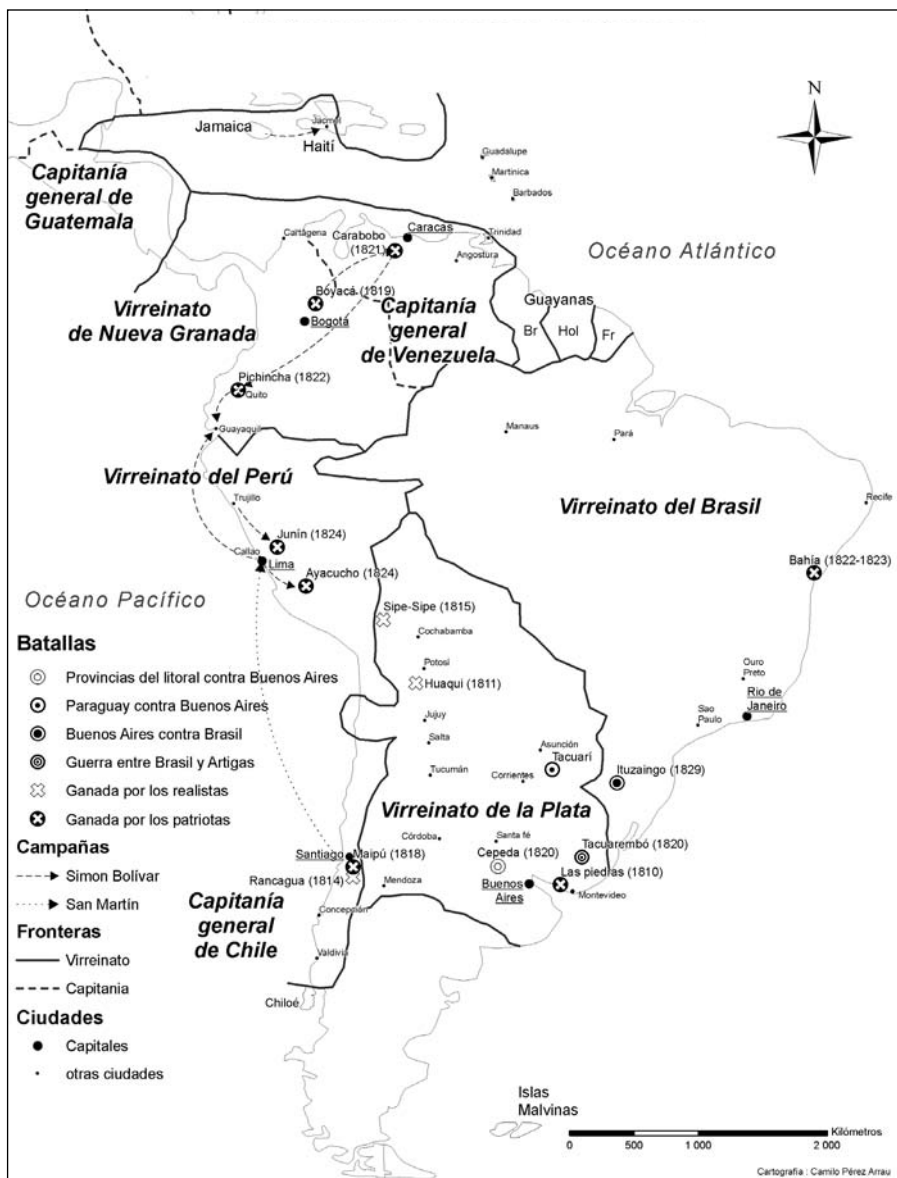 N
Jamaica
Jacmel
Haití
Guadalupe
Martinica
Barbados
Capitanía
general de
Guatemala
Cartágena
Carabobo
(1821)
Caracas
Trinidad
Angostura
Océano Atlántico
Virreinato
de Nueva Granada
Boyacá (1819)
Bogotá
Capitanía
general
de Venezuela
Guayanas
Br
Hol
Fr
Pichincha (1822)
Quito
Guayaquil
Manaus
Pará
Virreinato del Perú
Virreinato del Brasil
Trujillo
Recife
Junín (1824)
Callao
Lima
Ayacucho (1824)
Bahía (1822-1823)
Océano Pacífico
Sipe-Sipe (1815)
Cochabamba
Potosí
Huaqui (1811)
Ouro
Preto
Rio de
Janeiro
Sao
Paulo
Jujuy
Salta
Asunción
Tacuarí
Tucumán
Corrientes
Ituzaingo (1829)
Virreinato de la Plata
Córdoba
Santa fé
Cepeda (1820)
Tacuarembó (1820)
Las piedras (1810)
Santiago
Maipú (1818)
Rancagua (1814)
Mendoza
Buenos
Aires
Montevideo
Capitanía
general
de Chile
Concepción
Valdivia
Chiloé
Islas
Malvinas
Batallas
Provincias del litoral contra Buenos Aires
Paraguay contra Buenos Aires
Buenos Aires contra Brasil
Guerra entre Brasil y Artigas
Ganada por los realistas
Ganada por los patriotas
Campañas
Simon Bolívar
San Martín
Fronteras
Virreinato
Capitania
Ciudades
Capitales
otras ciudades
Kilómetros
0 500 1 000 2 000
Cartografia : Camilo Pérez Arrau